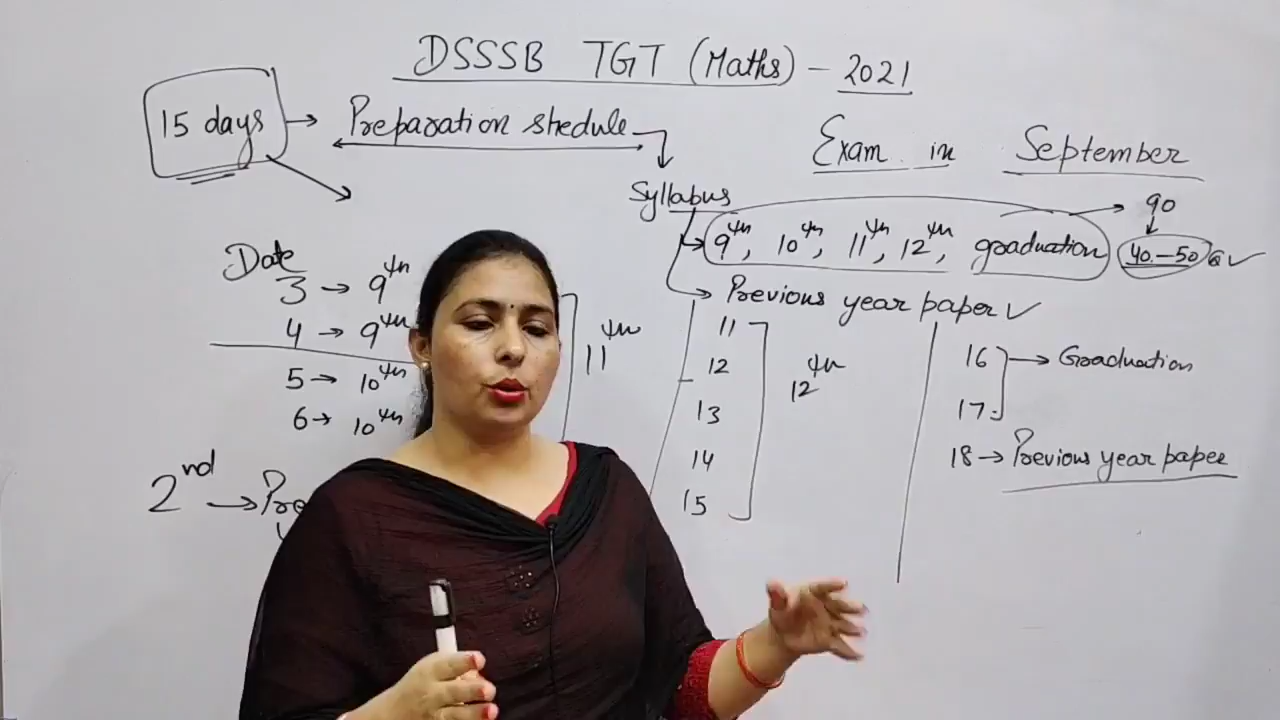 DSSSB TGT (Maths) - 2021
15 days → Preparation shedule
Exam in September
Syllabus
9th, 10th, 11th, 12th, graduation → 90
40-50
Previous year paper ✓
Date
3 → 9th
4 → 9th
5 → 10th
6 → 10th
11th
2nd →
11
12
13
14
15
12th
16
17
Graduation
18 → Previous year paper